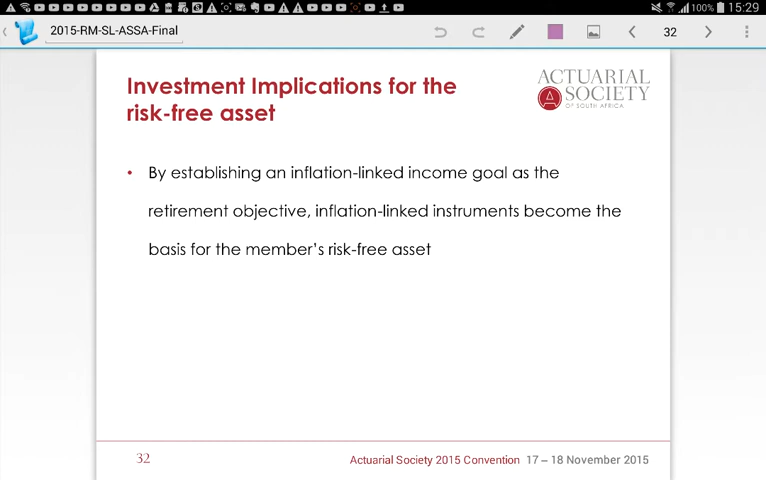 100% 15:29
2015-RM-SL-ASSA-Final
32
Investment Implications for the
risk-free asset
ACTUARIAL
SOCIETY
OF SOUTH AFRICA
• By establishing an inflation-linked income goal as the
retirement objective, inflation-linked instruments become the
basis for the member's risk-free asset
32
Actuarial Society 2015 Convention 17 – 18 November 2015